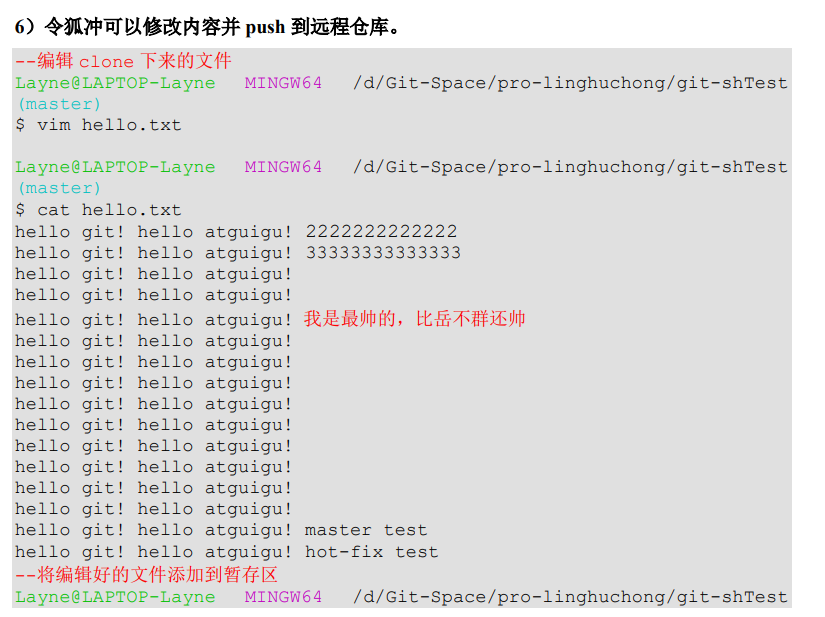 6）令狐冲可以修改内容并 push 到远程仓库。
--编辑 clone 下来的文件
Layne@LAPTOP-Layne MINGW64 /d/Git-Space/pro-linghuchong/git-shTest
(master)
$ vim hello.txt
Layne@LAPTOP-Layne MINGW64 /d/Git-Space/pro-linghuchong/git-shTest
(master)
$ cat hello.txt
hello git! hello atguigu! 2222222222222
hello git! hello atguigu! 33333333333333
hello git! hello atguigu!
hello git! hello atguigu!
hello git! hello atguigu! 我是最帅的，比岳不群还帅
hello git! hello atguigu!
hello git! hello atguigu!
hello git! hello atguigu!
hello git! hello atguigu!
hello git! hello atguigu!
hello git! hello atguigu!
hello git! hello atguigu!
hello git! hello atguigu!
hello git! hello atguigu!
hello git! hello atguigu! master test
hello git! hello atguigu! hot-fix test
--将编辑好的文件添加到暂存区
Layne@LAPTOP-Layne MINGW64 /d/Git-Space/pro-linghuchong/git-shTest